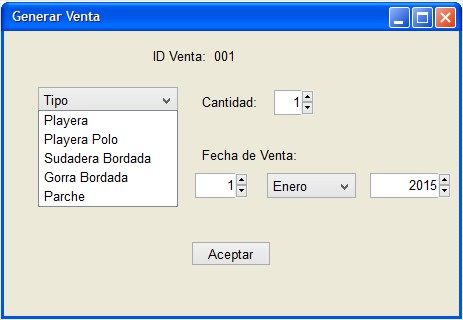 Generar Venta
ID Venta: 001
Tipo
Playera
Playera Polo
Sudadera Bordada
Gorra Bordada
Parche
Cantidad: 1
Fecha de Venta:
1 Enero 2015
Aceptar